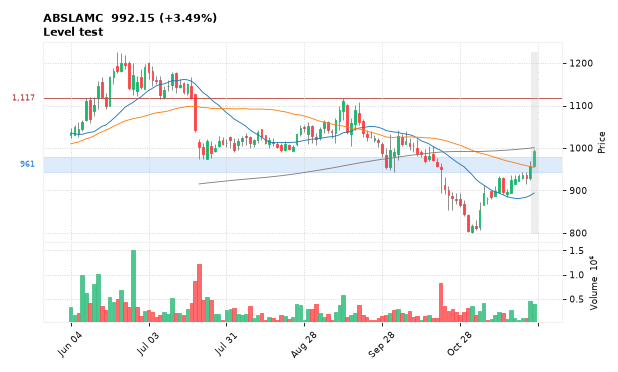 ABSLAMC  992.15 (+3.49%)
Level test
1200
1,117
1100
1000
961
900
800
Price
1.5
1.0
0.5
Volume 10⁶
Jun 04
Jul 03
Jul 31
Aug 28
Sep 28
Oct 28